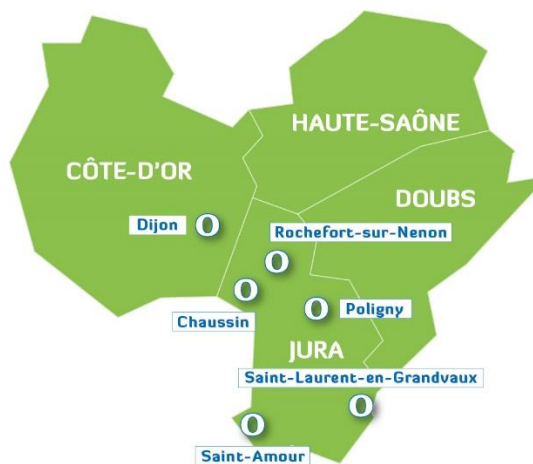 HAUTE-SAÔNE
CÔTE-D'OR
DOUBS
Dijon
O
Rochefort-sur-Nenon
O
O
Chaussin
O
Poligny
JURA
Saint-Laurent-en-Grandvaux
O
O
Saint-Amour